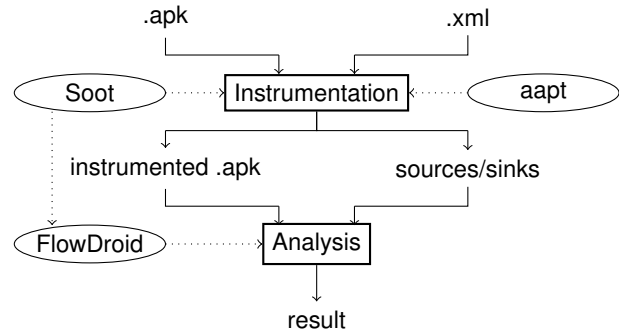 .apk
.xml
Soot
Instrumentation
aapt
instrumented .apk
sources/sinks
FlowDroid
Analysis
result